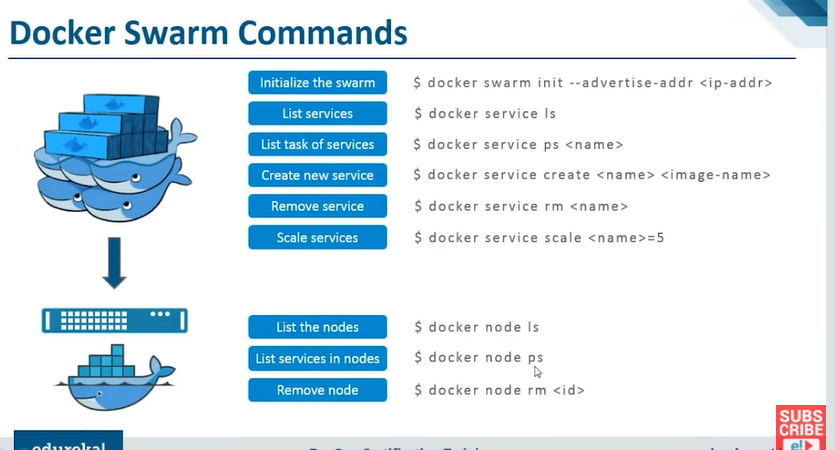 Docker Swarm Commands
Initialize the swarm $ docker swarm init --advertise-addr <ip-addr>
List services $ docker service ls
List task of services $ docker service ps <name>
Create new service $ docker service create <name> <image-name>
Remove service $ docker service rm <name>
Scale services $ docker service scale <name>=5
List the nodes $ docker node ls
List services in nodes $ docker node ps
Remove node $ docker node rm <id>
SUBS
CRIBE
e!
edureka!